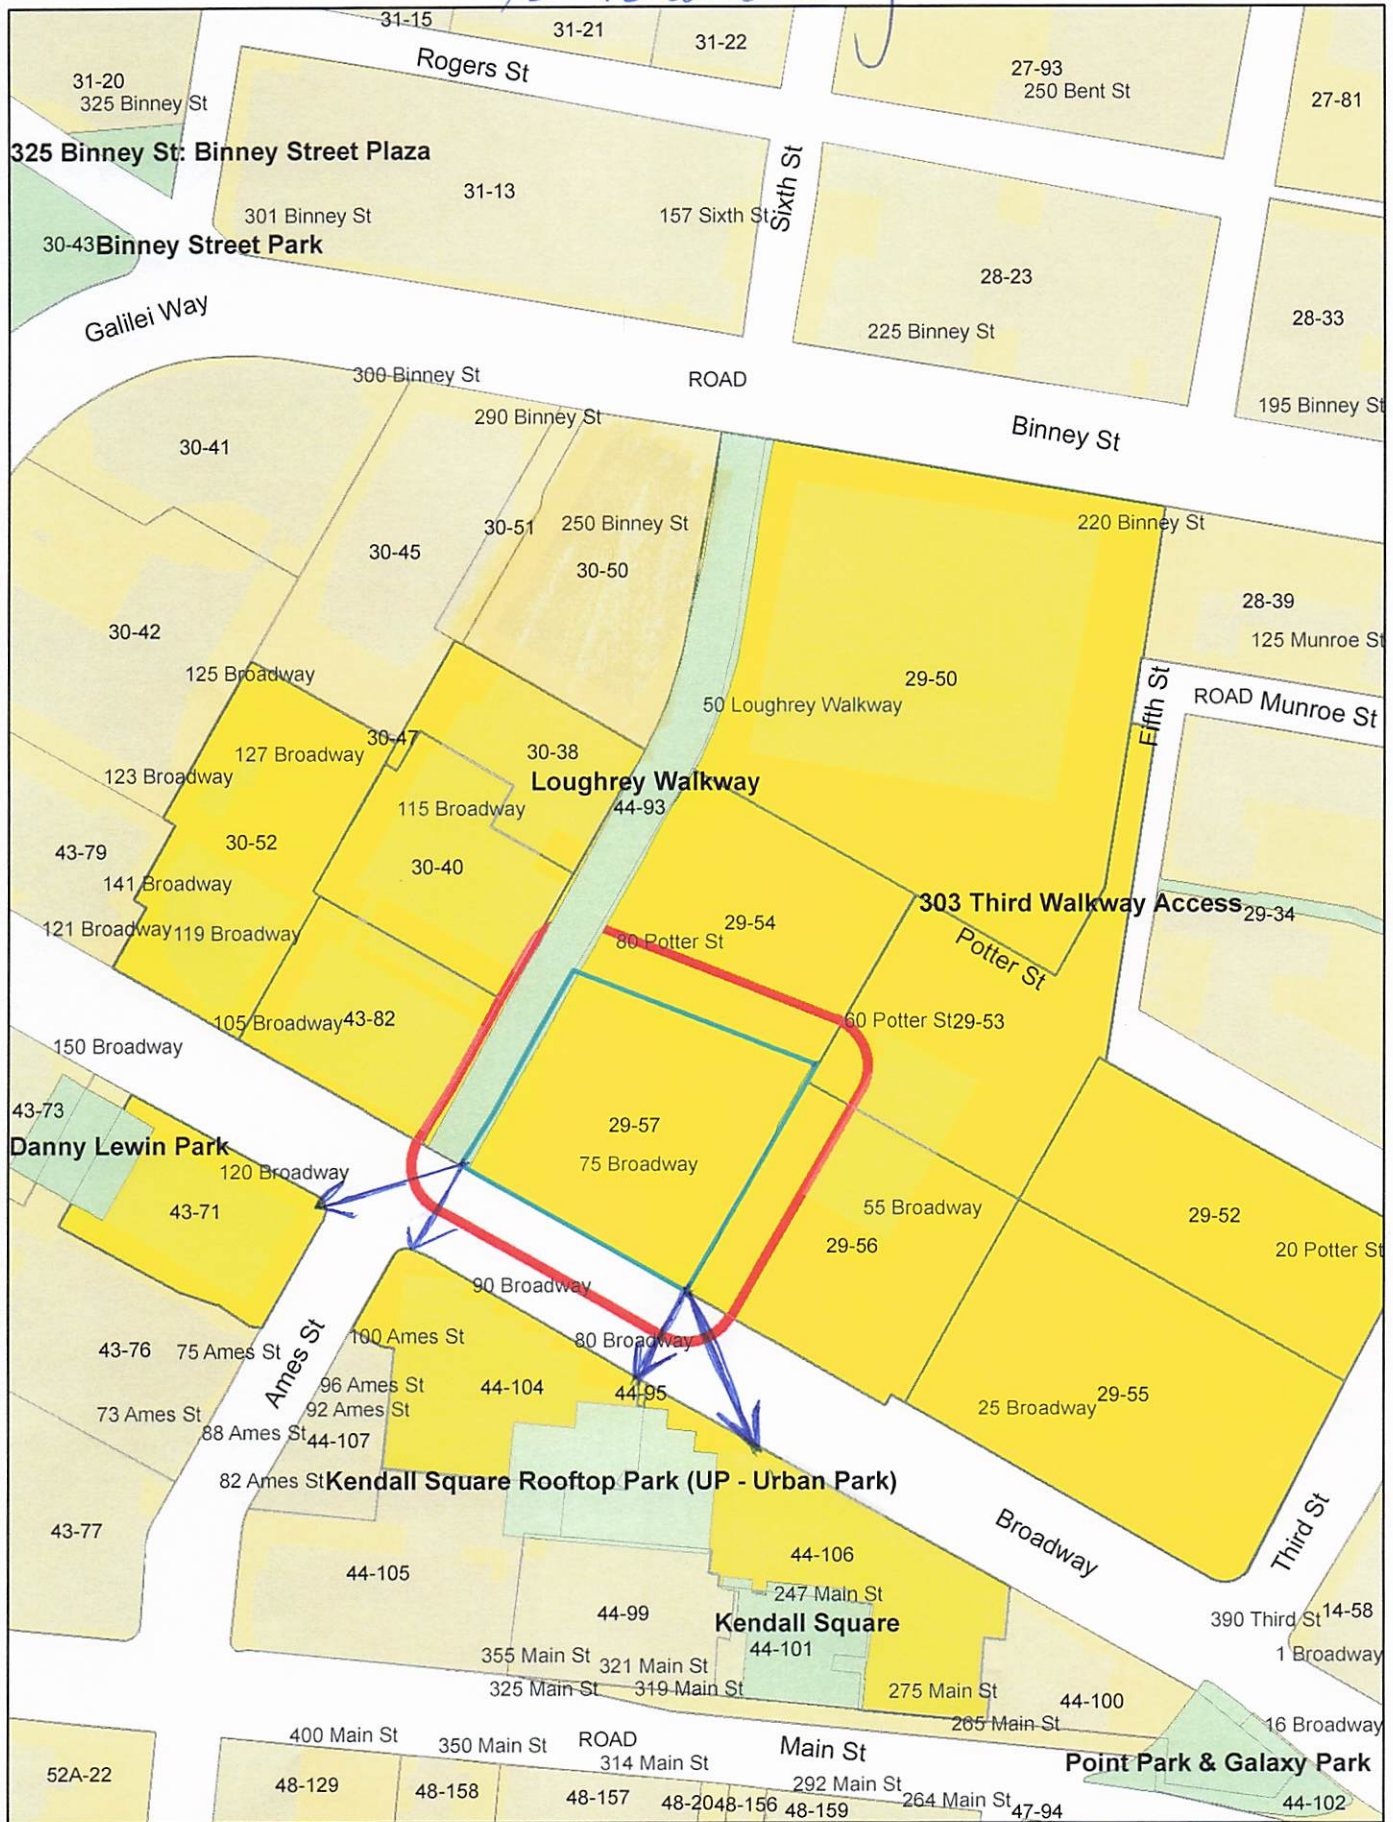 31-15
31-21
31-22
Rogers St
27-93
250 Bent St
27-81
31-20
325 Binney St
325 Binney St: Binney Street Plaza
31-13
301 Binney St
157 Sixth St
Sixth St
30-43
Binney Street Park
28-23
225 Binney St
28-33
195 Binney St
Galilei Way
300 Binney St
ROAD
290 Binney St
Binney St
30-41
30-51
250 Binney St
30-50
30-45
220 Binney St
28-39
125 Munroe St
30-42
125 Broadway
29-50
50 Loughrey Walkway
Fifth St
ROAD
Munroe St
30-47
127 Broadway
30-38
123 Broadway
Loughrey Walkway
44-93
115 Broadway
30-40
30-52
43-79
141 Broadway
121 Broadway
119 Broadway
303 Third Walkway Access
29-34
29-54
80 Potter St
Potter St
105 Broadway
43-82
60 Potter St
29-53
150 Broadway
43-73
Danny Lewin Park
120 Broadway
43-71
29-57
75 Broadway
55 Broadway
29-56
29-52
20 Potter St
90 Broadway
80 Broadway
100 Ames St
43-76
75 Ames St
Ames St
96 Ames St
92 Ames St
44-104
44-95
29-55
25 Broadway
73 Ames St
88 Ames St
44-107
82 Ames St
Kendall Square Rooftop Park (UP - Urban Park)
43-77
Broadway
Third St
44-105
44-106
247 Main St
44-99
Kendall Square
44-101
390 Third St
14-58
1 Broadway
355 Main St
321 Main St
325 Main St
319 Main St
275 Main St
44-100
265 Main St
16 Broadway
400 Main St
350 Main St
ROAD
314 Main St
Main St
Point Park & Galaxy Park
292 Main St
264 Main St
44-102
52A-22
48-129
48-158
48-157
48-20
48-156
48-159
47-94